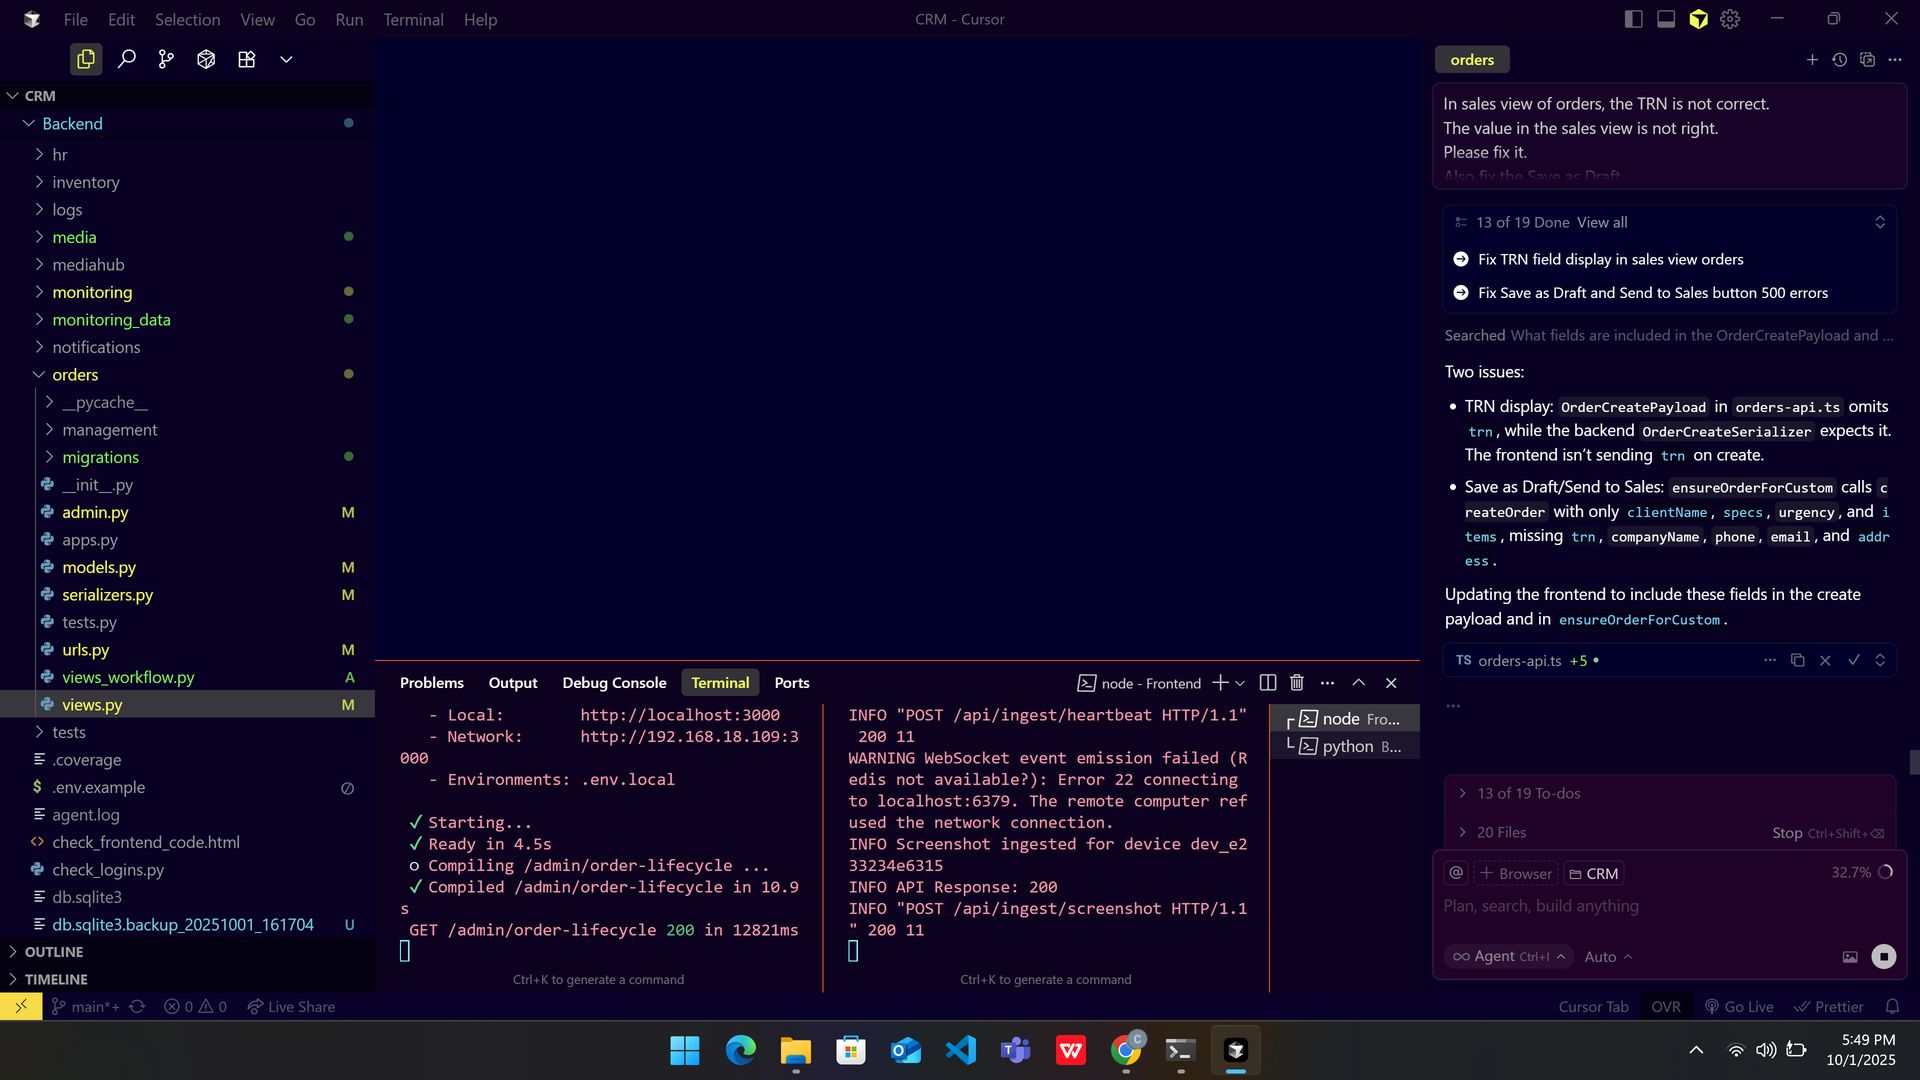 File Edit Selection View Go Run Terminal Help
CRM - Cursor
CRM
Backend
hr
inventory
logs
media
mediahub
monitoring
monitoring_data
notifications
orders
__pycache__
management
migrations
__init__.py
admin.py M
apps.py
models.py M
serializers.py M
tests.py
urls.py M
views_workflow.py A
views.py M
tests
.coverage
$ .env.example
agent.log
check_frontend_code.html
check_logins.py
db.sqlite3
db.sqlite3.backup_20251001_161704 U
OUTLINE
TIMELINE
Problems Output Debug Console Terminal Ports
node - Frontend
- Local: http://localhost:3000
- Network: http://192.168.18.109:3
000
- Environments: .env.local
✓ Starting...
✓ Ready in 4.5s
○ Compiling /admin/order-lifecycle ...
✓ Compiled /admin/order-lifecycle in 10.9
s
GET /admin/order-lifecycle 200 in 12821ms
Ctrl+K to generate a command
INFO "POST /api/ingest/heartbeat HTTP/1.1"
200 11
WARNING WebSocket event emission failed (R
edis not available?): Error 22 connecting
to localhost:6379. The remote computer ref
used the network connection.
INFO Screenshot ingested for device dev_e2
33234e6315
INFO API Response: 200
INFO "POST /api/ingest/screenshot HTTP/1.1
" 200 11
Ctrl+K to generate a command
node Fro...
python B...
orders
In sales view of orders, the TRN is not correct.
The value in the sales view is not right.
Please fix it.
Also fix the Save as Draft
13 of 19 Done View all
Fix TRN field display in sales view orders
Fix Save as Draft and Send to Sales button 500 errors
Searched What fields are included in the OrderCreatePayload and ...
Two issues:
• TRN display: OrderCreatePayload in orders-api.ts omits
trn, while the backend OrderCreateSerializer expects it.
The frontend isn't sending trn on create.
• Save as Draft/Send to Sales: ensureOrderForCustom calls c
reateOrder with only clientName, specs, urgency, and i
tems, missing trn, companyName, phone, email, and addr
ess.
Updating the frontend to include these fields in the create
payload and in ensureOrderForCustom.
TS orders-api.ts +5 •
13 of 19 To-dos
20 Files Stop Ctrl+Shift+⌫
@ + Browser CRM 32.7%
Plan, search, build anything
∞ Agent Ctrl+I Auto
main*+ 0 0 Live Share
Cursor Tab OVR Go Live Prettier
5:49 PM
10/1/2025